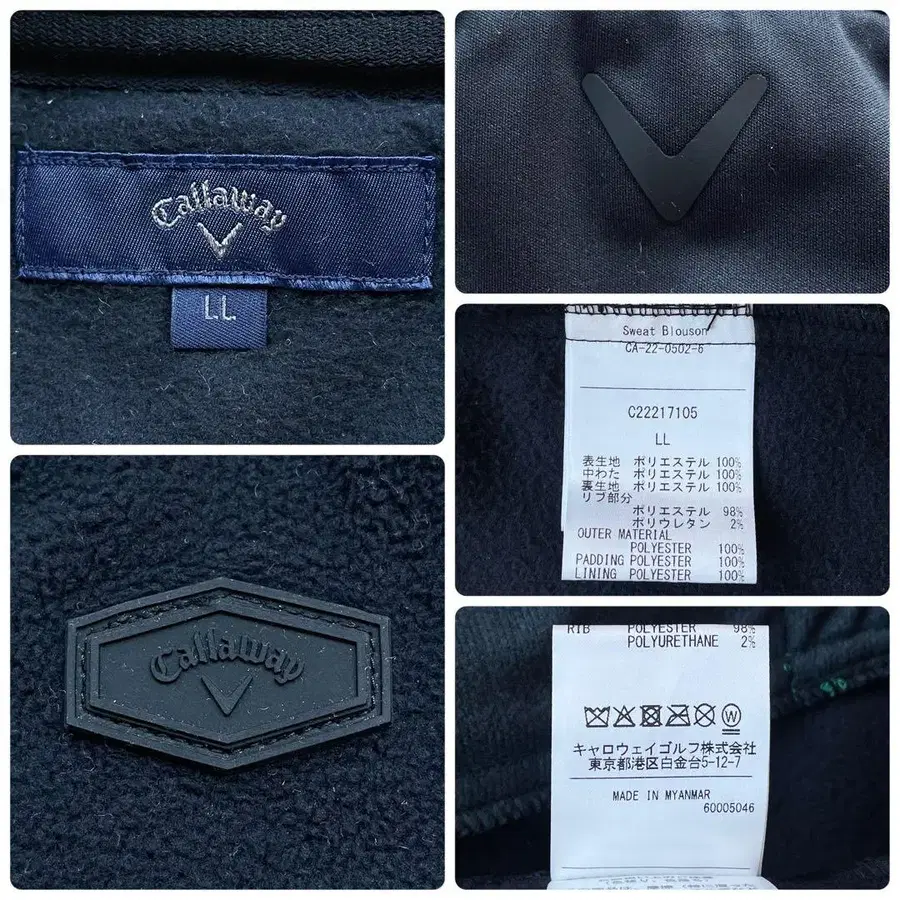 Callaway
LL
Callaway
Sweat Blouson
CA-22-0502-6
C22217105
LL
表生地 ポリエステル 100%
中わた ポリエステル 100%
裏生地 ポリエステル 100%
リブ部分
ポリエステル 98%
ポリウレタン 2%
OUTER MATERIAL
POLYESTER 100%
PADDING POLYESTER 100%
LINING POLYESTER 100%
RIB POLYESTER 98%
POLYURETHANE 2%
W
キャロウェイゴルフ株式会社
東京都港区白金台5-12-7
MADE IN MYANMAR
60005046